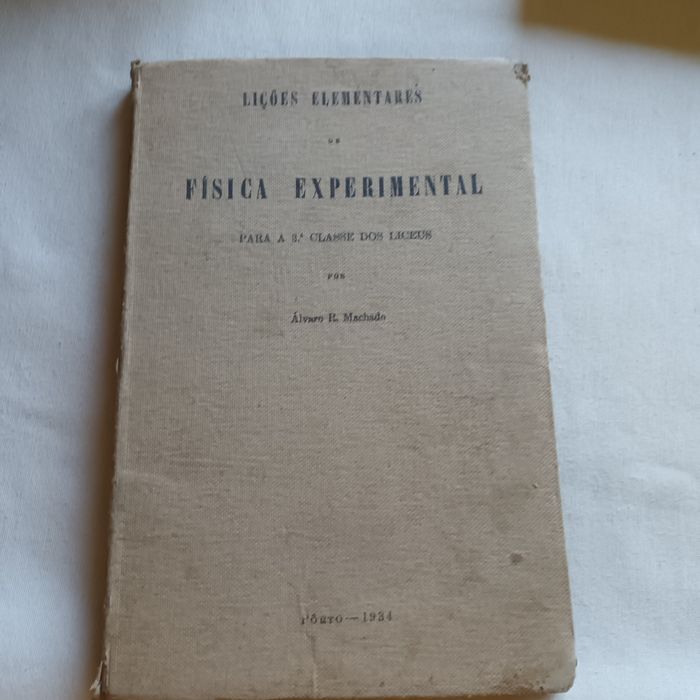 LIÇÕES ELEMENTARES
DE
FÍSICA EXPERIMENTAL
PARA A 3.ª CLASSE DOS LICEUS
POR
Álvaro R. Machado
PÔRTO — 1934